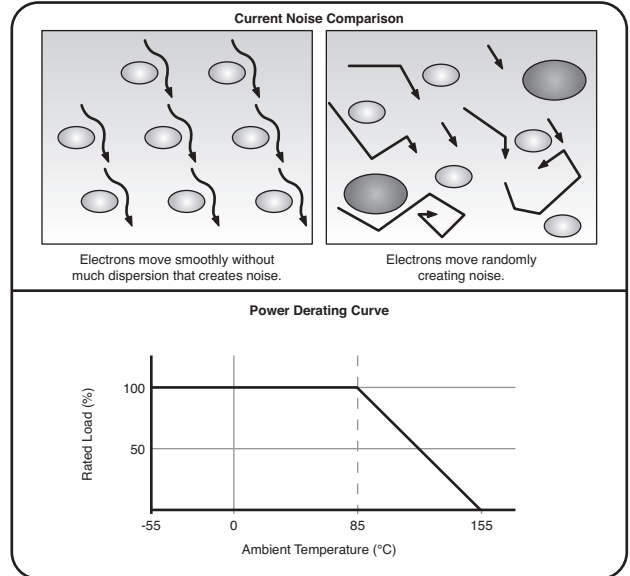 Current Noise Comparison
Electrons move smoothly without
much dispersion that creates noise.
Electrons move randomly
creating noise.
Power Derating Curve
Rated Load (%)
100
50
-55 0 85 155
Ambient Temperature (°C)